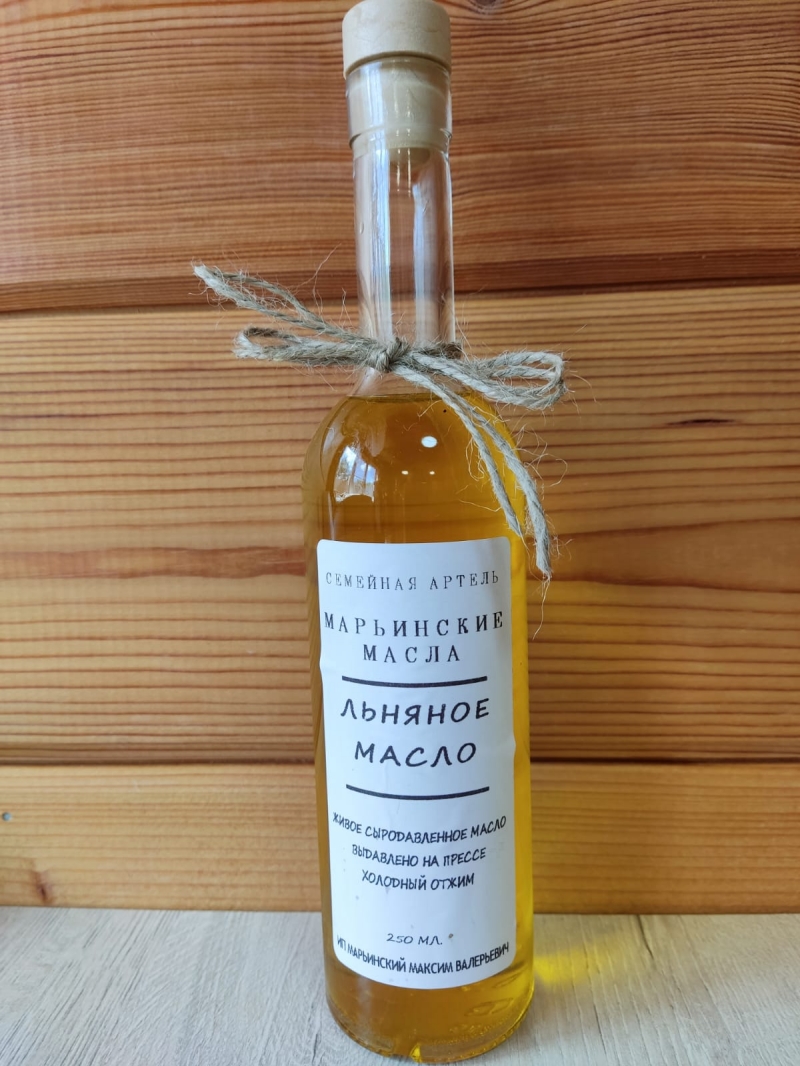 СЕМЕЙНАЯ АРТЕЛЬ
МАРЬИНСКИЕ
МАСЛА
ЛЬНЯНОЕ
МАСЛО
ЖИВОЕ СЫРОДАВЛЕННОЕ МАСЛО
ВЫДАВЛЕНО НА ПРЕССЕ
ХОЛОДНЫЙ ОТЖИМ
250 МЛ.
ИП МАРЬИНСКИЙ МАКСИМ ВАЛЕРЬЕВИЧ